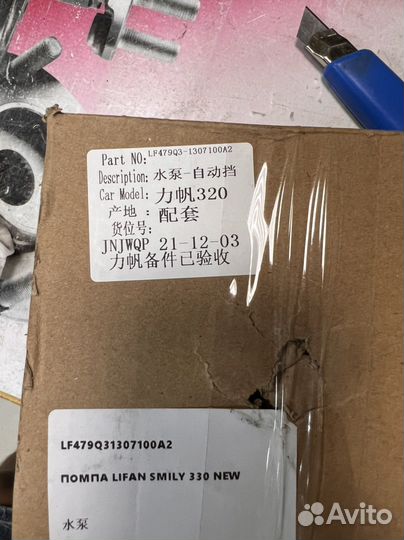 Part NO: LF479Q3-1307100A2
Description: 水泵-自动挡
Car Model: 力帆320
产地: 配套
货位号:
JNJWQP 21-12-03
力帆备件已验收
LF479Q31307100A2
ПОМПА LIFAN SMILY 330 NEW
水泵
Avito